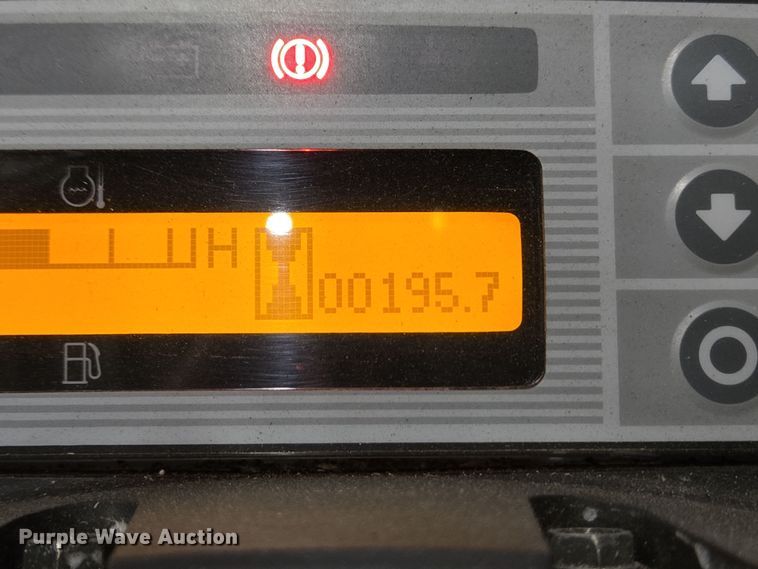 H
00195.7
Purple Wave Auction